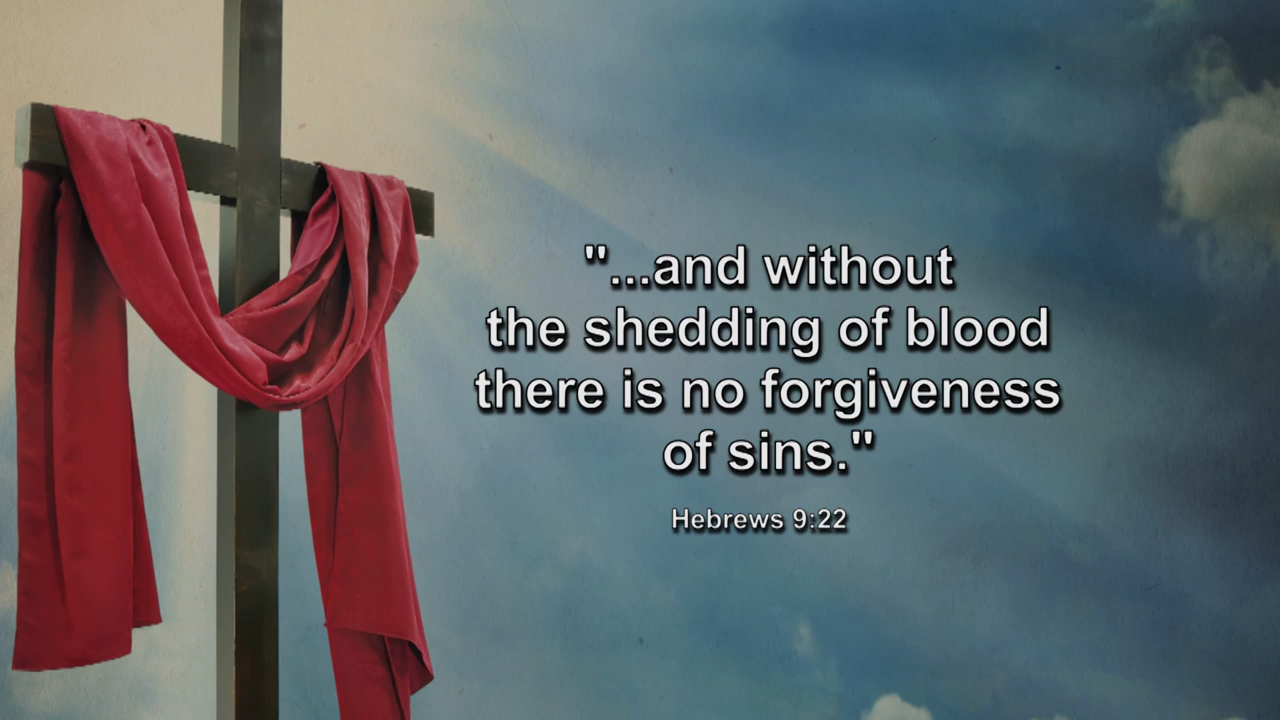 "...and without
the shedding of blood
there is no forgiveness
of sins."
Hebrews 9:22